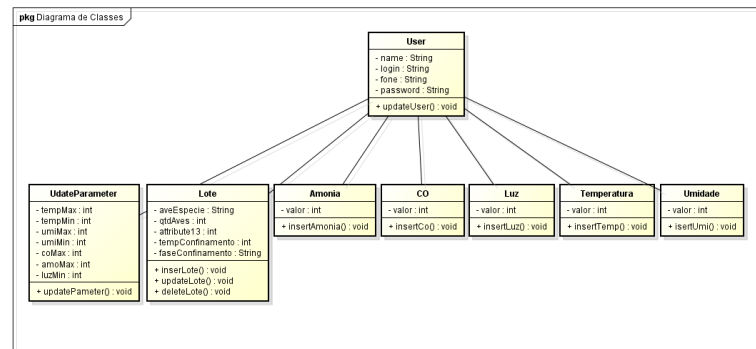 pkg Diagrama de Classes
User
- name : String
- login : String
- fone : String
- password : String
+ updateUser() : void
UdateParameter
- tempMax : int
- tempMin : int
- umiMax : int
- umiMin : int
- coMax : int
- amoMax : int
- luzMin : int
+ updatePameter() : void
Lote
- aveEspecie : String
- qtdAves : int
- attribute13 : int
- tempConfinamento : int
- faseConfinamento : String
+ inserLote() : void
+ updateLote() : void
+ deleteLote() : void
Amonia
- valor : int
+ insertAmonia() : void
CO
- valor : int
+ insertCo() : void
Luz
- valor : int
+ insertLuz() : void
Temperatura
- valor : int
+ insertTemp() : void
Umidade
- valor : int
+ isertUmi() : void